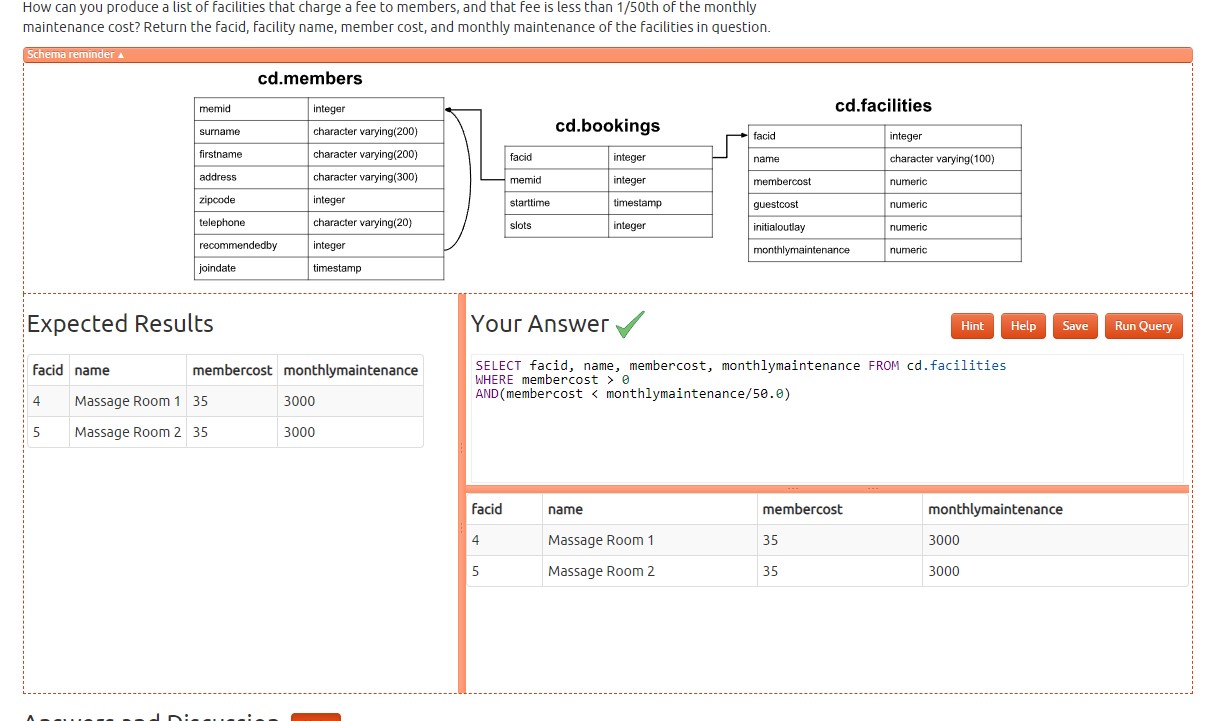 How can you produce a list of facilities that charge a fee to members, and that fee is less than 1/50th of the monthly
maintenance cost? Return the facid, facility name, member cost, and monthly maintenance of the facilities in question.
Schema reminder ▲
cd.members
memid integer
surname character varying(200)
firstname character varying(200)
address character varying(300)
zipcode integer
telephone character varying(20)
recommendedby integer
joindate timestamp
cd.bookings
facid integer
memid integer
starttime timestamp
slots integer
cd.facilities
facid integer
name character varying(100)
membercost numeric
guestcost numeric
initialoutlay numeric
monthlymaintenance numeric
Expected Results
facid name membercost monthlymaintenance
4 Massage Room 1 35 3000
5 Massage Room 2 35 3000
Your Answer
Hint Help Save Run Query
SELECT facid, name, membercost, monthlymaintenance FROM cd.facilities
WHERE membercost > 0
AND(membercost < monthlymaintenance/50.0)
facid name membercost monthlymaintenance
4 Massage Room 1 35 3000
5 Massage Room 2 35 3000
Answers and Discussion